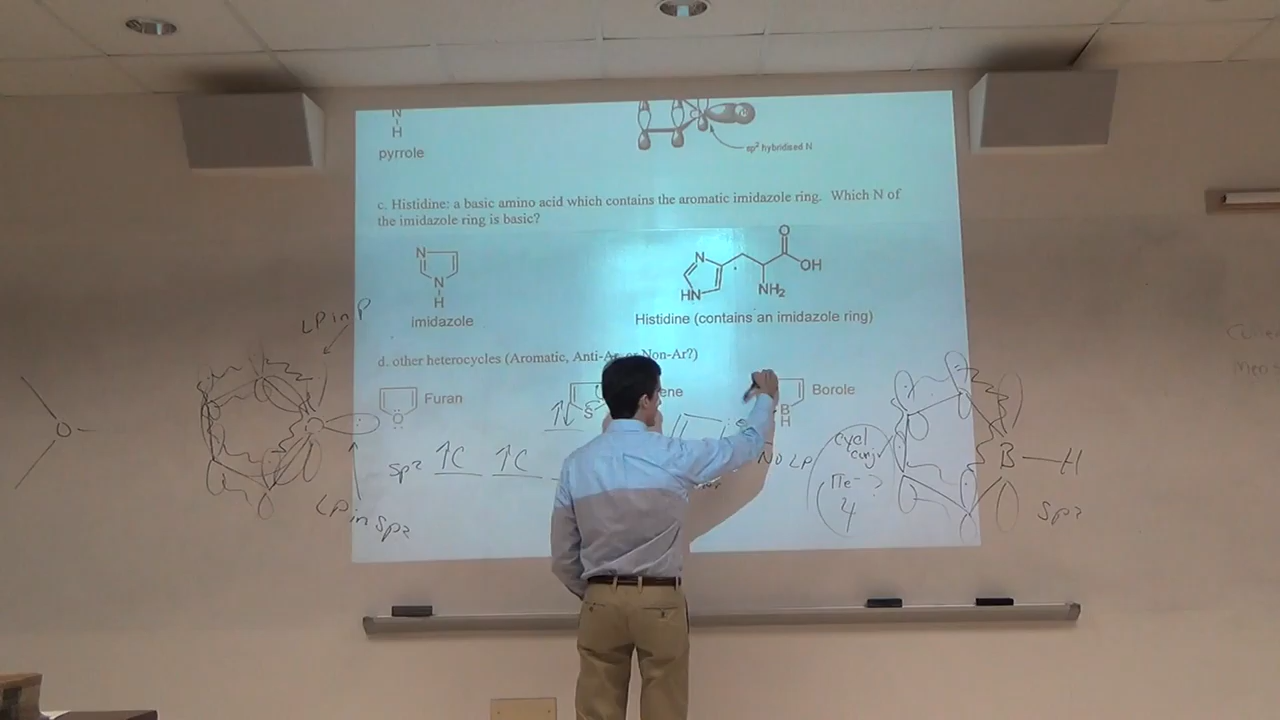 N
H
pyrrole
sp² hybridised N
c. Histidine: a basic amino acid which contains the aromatic imidazole ring. Which N of
the imidazole ring is basic?
N
N
H
imidazole
O
N
OH
HN
NH₂
Histidine (contains an imidazole ring)
d. other heterocycles (Aromatic, Anti-Ar or Non-Ar?)
O
Furan
S
B
H
Borole
LP in P
LP in sp²
sp² ↑C ↑C
↑↓
NO LP
cycl
conj
πe⁻ ?
4
B H
sp²
O